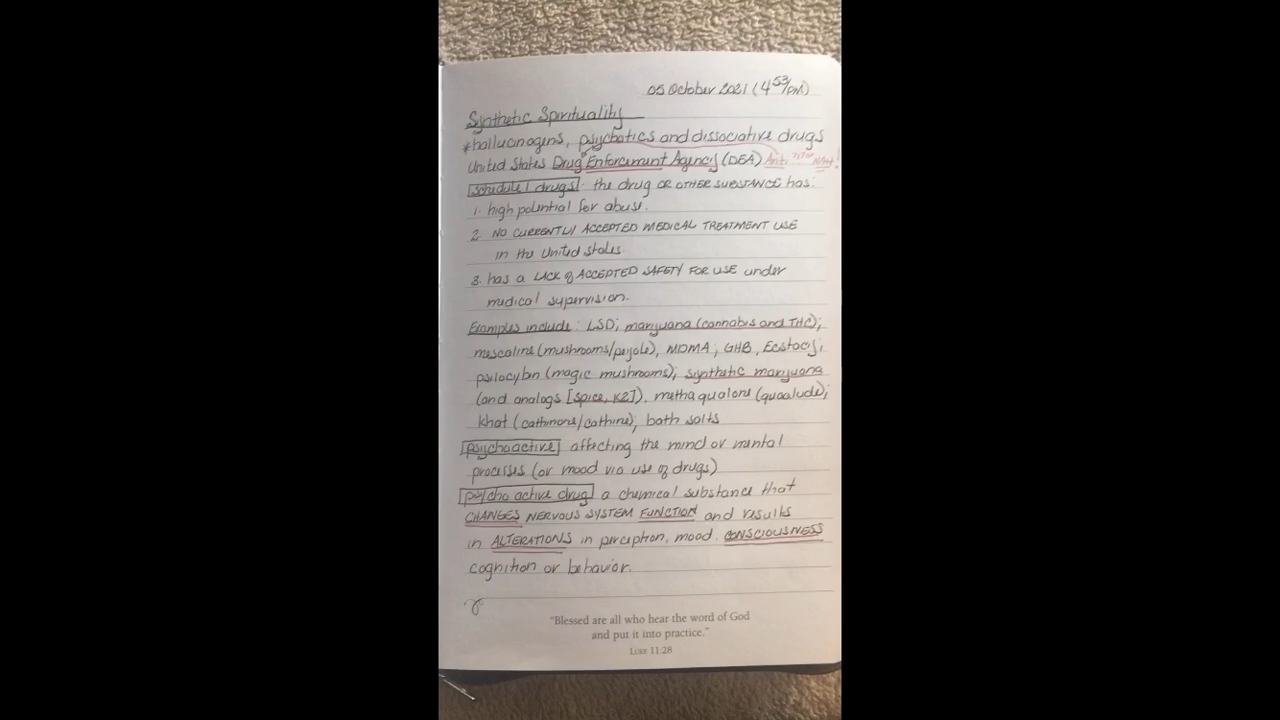 05 October 2021 (4 53/PM)
Synthetic Spirituality
*hallucinogens, psychotics and dissociative drugs
United States Drug Enforcement Agency (DEA)
schedule I drugs: the drug OR OTHER SUBSTANCE has:
1. high potential for abuse.
2. NO CURRENTLY ACCEPTED MEDICAL TREATMENT USE
in the United States.
3. has a LACK of ACCEPTED SAFETY FOR USE under
medical supervision.
Examples include: LSD; marijuana (cannabis and THC);
mescaline (mushrooms/peyote), MDMA; GHB, Ecstacy;
psilocybin (magic mushrooms); synthetic marijuana
(and analogs [Spice, K2]), methaqualone (quaalude);
khat (cathinone/cathine); bath salts
psychoactive affecting the mind or mental
processes (or mood via use of drugs)
psychoactive drug a chemical substance that
CHANGES NERVOUS SYSTEM FUNCTION and results
in ALTERATIONS in perception, mood, CONSCIOUSNESS
cognition or behavior.
"Blessed are all who hear the word of God
and put it into practice."
LUKE 11:28